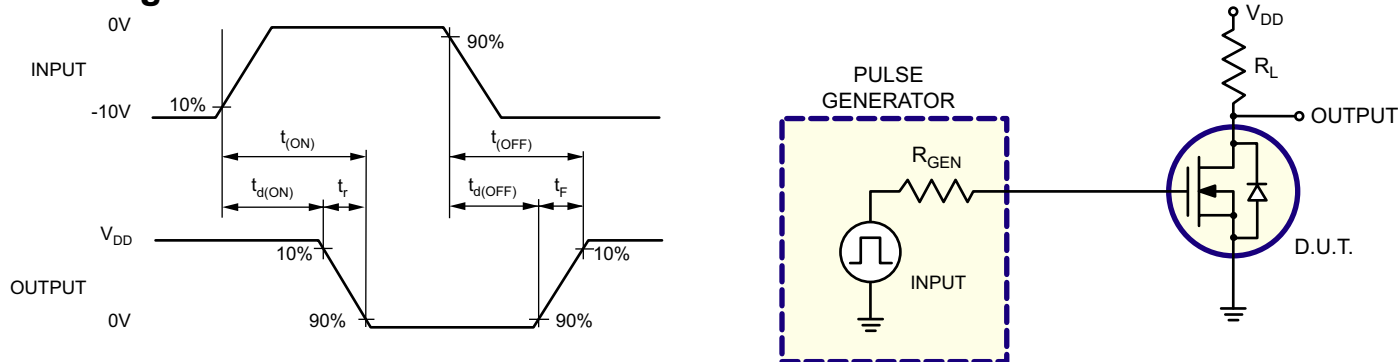 g
0V
INPUT
-10V
10%
90%
t(ON)
t(OFF)
td(ON)
tr
td(OFF)
tF
VDD
10%
10%
OUTPUT
0V
90%
90%
VDD
RL
OUTPUT
PULSE
GENERATOR
RGEN
INPUT
D.U.T.